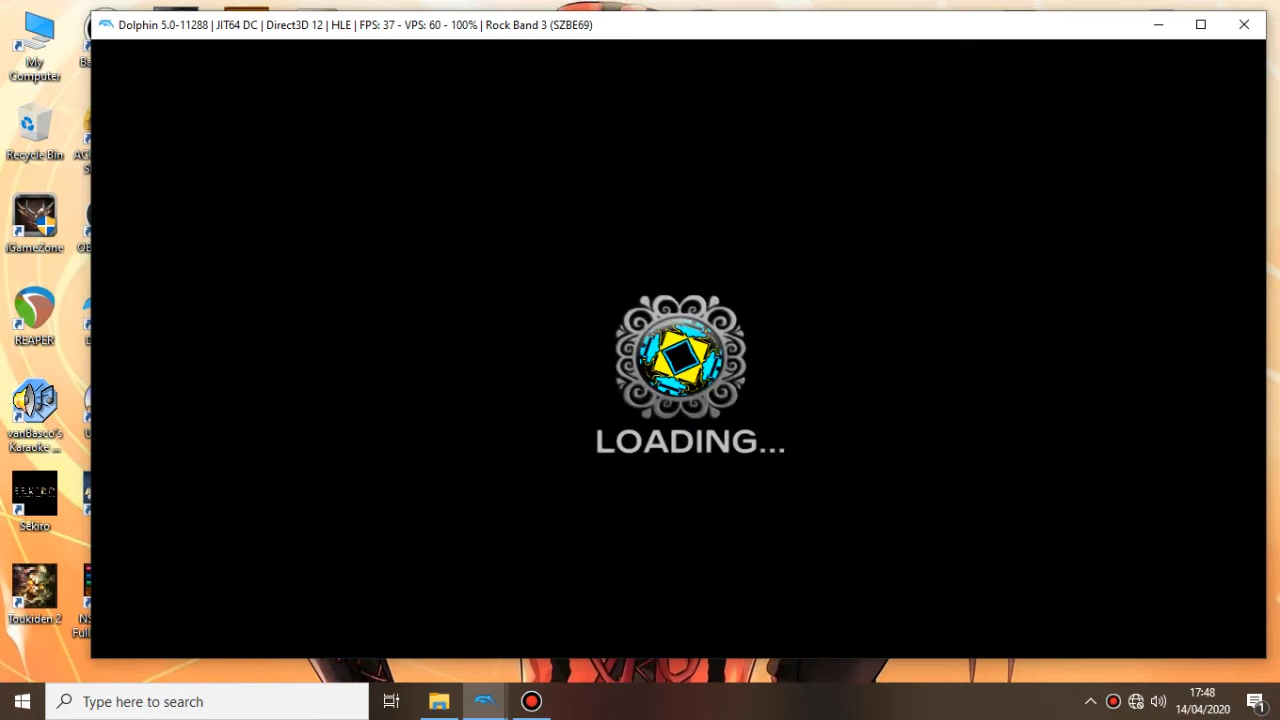 Dolphin 5.0-11288 | JIT64 DC | Direct3D 12 | HLE | FPS: 37 - VPS: 60 - 100% | Rock Band 3 (SZBE69)
My
Computer
Recycle Bin
iGameZone
REAPER
vanBasco's
Karaoke ...
Sekiro
Toukiden 2
LOADING...
Type here to search
17:48
14/04/2020
1